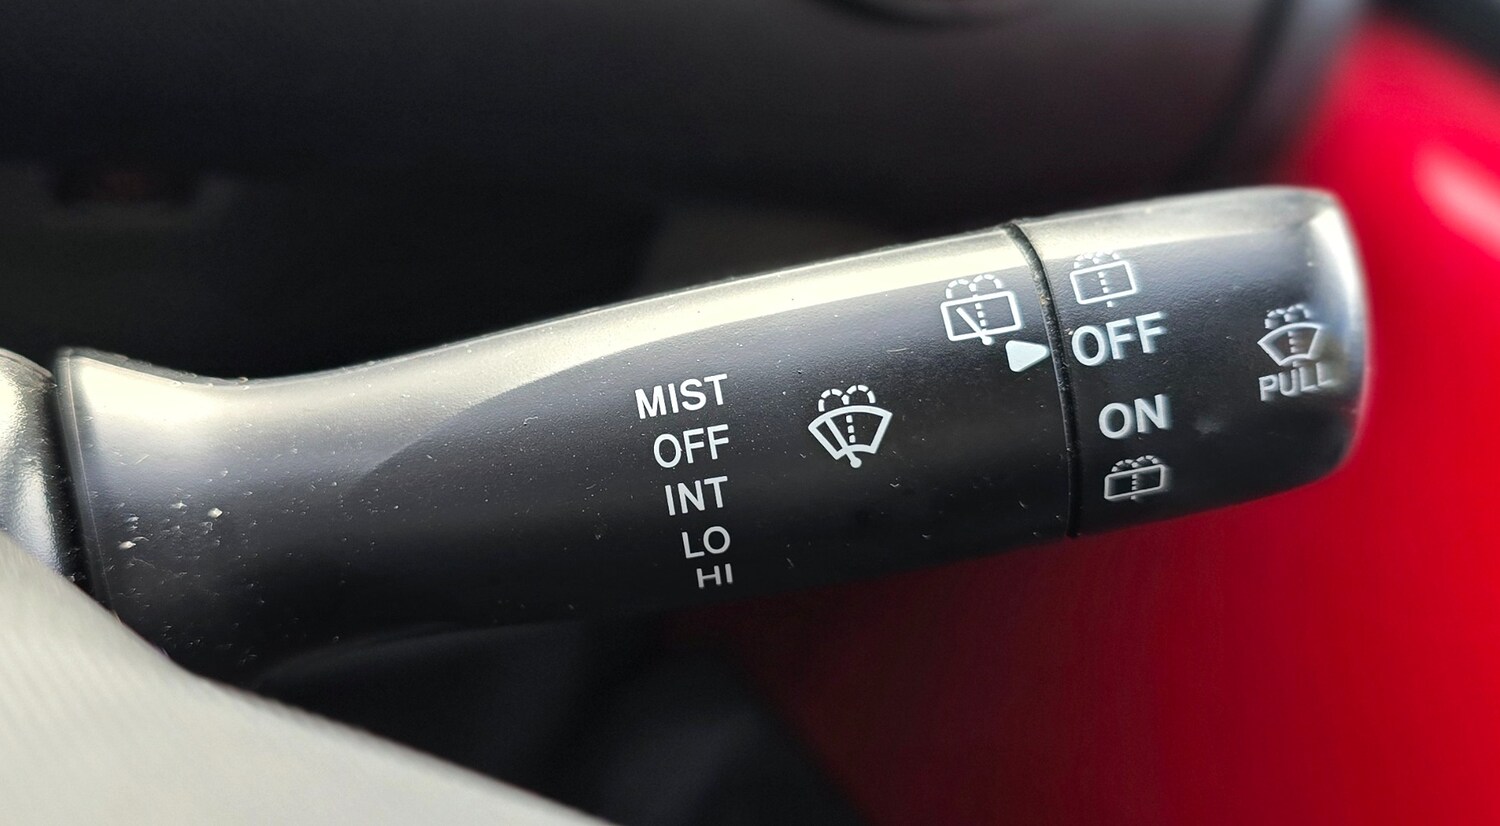 MIST
OFF
INT
LO
HI
OFF
ON
PULL